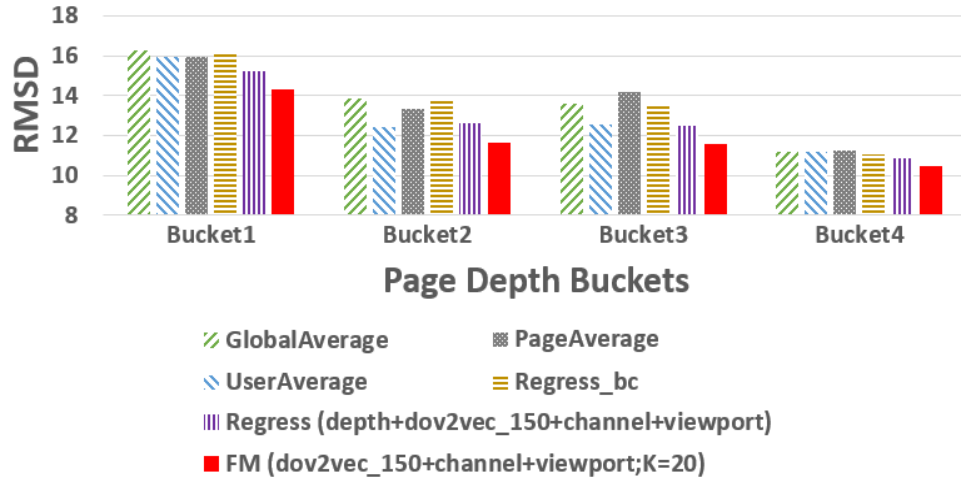 18
16
14
12
10
8
RMSD
Bucket1 Bucket2 Bucket3 Bucket4
Page Depth Buckets
GlobalAverage PageAverage
UserAverage Regress_bc
Regress (depth+dov2vec_150+channel+viewport)
FM (dov2vec_150+channel+viewport;K=20)